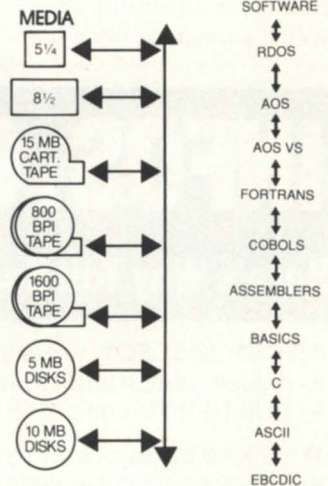 MEDIA
5¼
8½
15 MB
CART.
TAPE
800
BPI
TAPE
1600
BPI
TAPE
5 MB
DISKS
10 MB
DISKS
SOFTWARE
RDOS
AOS
AOS VS
FORTRANS
COBOLS
ASSEMBLERS
BASICS
C
ASCII
EBCDIC